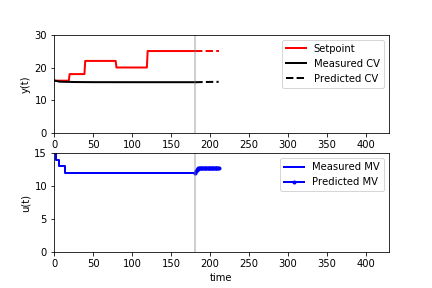 30
Setpoint
Measured CV
Predicted CV
20
y(t)
10
0
0 50 100 150 200 250 300 350 400
15
Measured MV
Predicted MV
10
u(t)
5
0
0 50 100 150 200 250 300 350 400
time